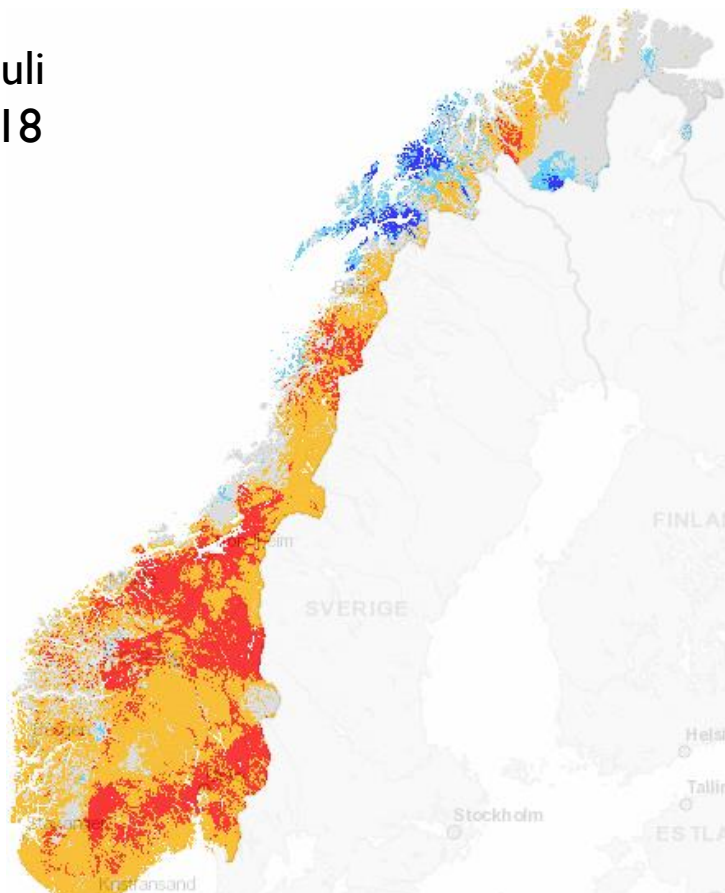 uli
18
FINLA
SVERIGE
Helsi
Tallin
Stockholm
ESTLA
Kristiansand